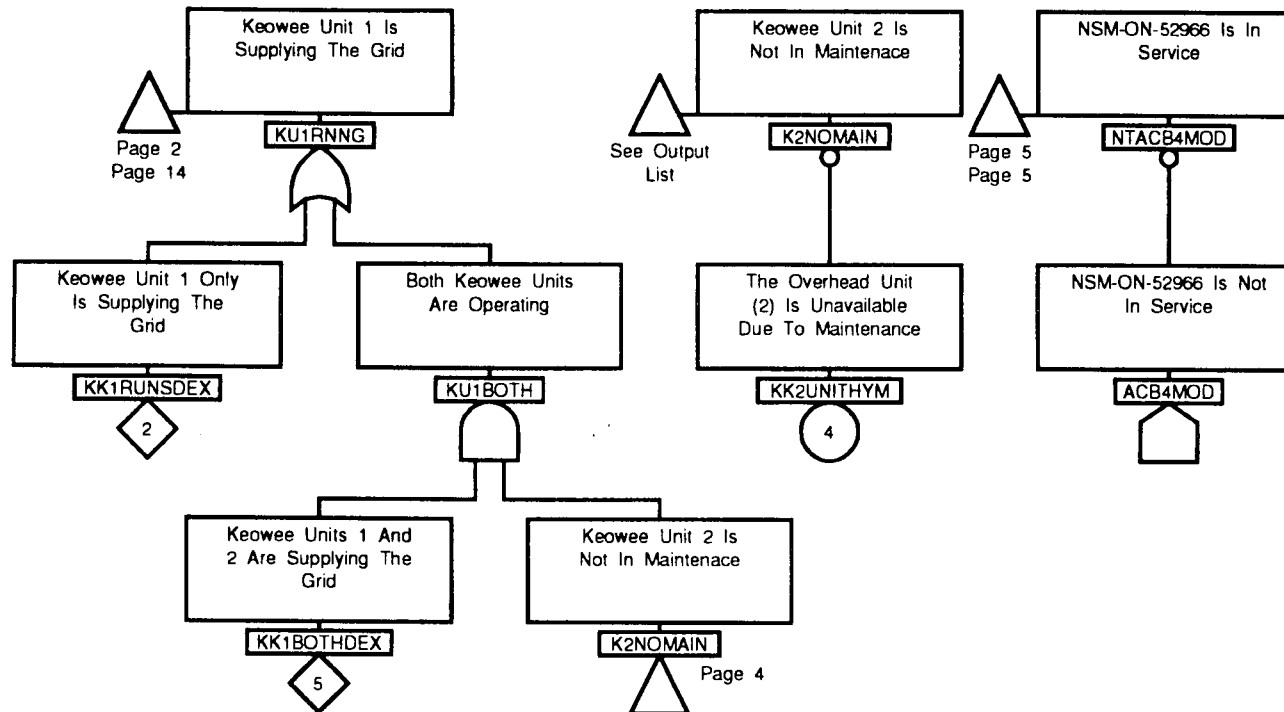 Keowee Unit 1 Is
Supplying The Grid
Page 2
Page 14
KU1RNNG
Keowee Unit 1 Only
Is Supplying The
Grid
KK1RUNSDEX
2
Both Keowee Units
Are Operating
KU1BOTH
Keowee Units 1 And
2 Are Supplying The
Grid
KK1BOTHDEX
5
Keowee Unit 2 Is
Not In Maintenace
K2NOMAIN
Page 4
Keowee Unit 2 Is
Not In Maintenace
See Output
List
K2NOMAIN
The Overhead Unit
(2) Is Unavailable
Due To Maintenance
KK2UNITHYM
4
NSM-ON-52966 Is In
Service
Page 5
Page 5
NTACB4MOD
NSM-ON-52966 Is Not
In Service
ACB4MOD